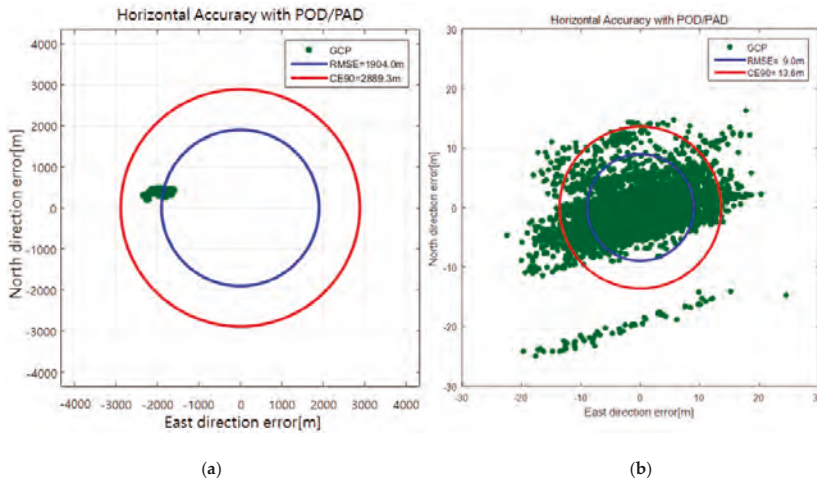 Horizontal Accuracy with POD/PAD
GCP
RMSE=1904.0m
CE90=2889.3m
North direction error[m]
4000
3000
2000
1000
0
-1000
-2000
-3000
-4000
-4000 -3000 -2000 -1000 0 1000 2000 3000 4000
East direction error[m]
(a)
Horizontal Accuracy with POD/PAD
GCP
RMSE= 9.0m
CE90= 13.6m
North direction error[m]
30
20
10
0
-10
-20
-30
-30 -20 -10 0 10 20 30
East direction error[m]
(b)